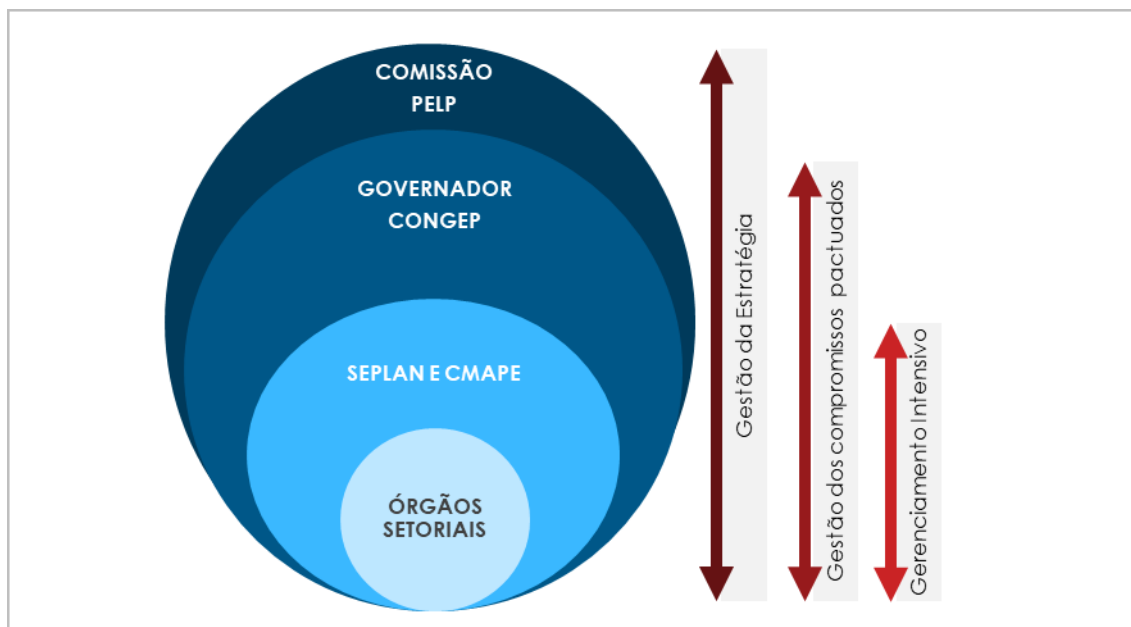 COMISSÃO
PELP
GOVERNADOR
CONGEP
SEPLAN E CMAPE
ÓRGÃOS
SETORIAIS
Gestão da Estratégia
Gestão dos compromissos pactuados
Gerenciamento Intensivo